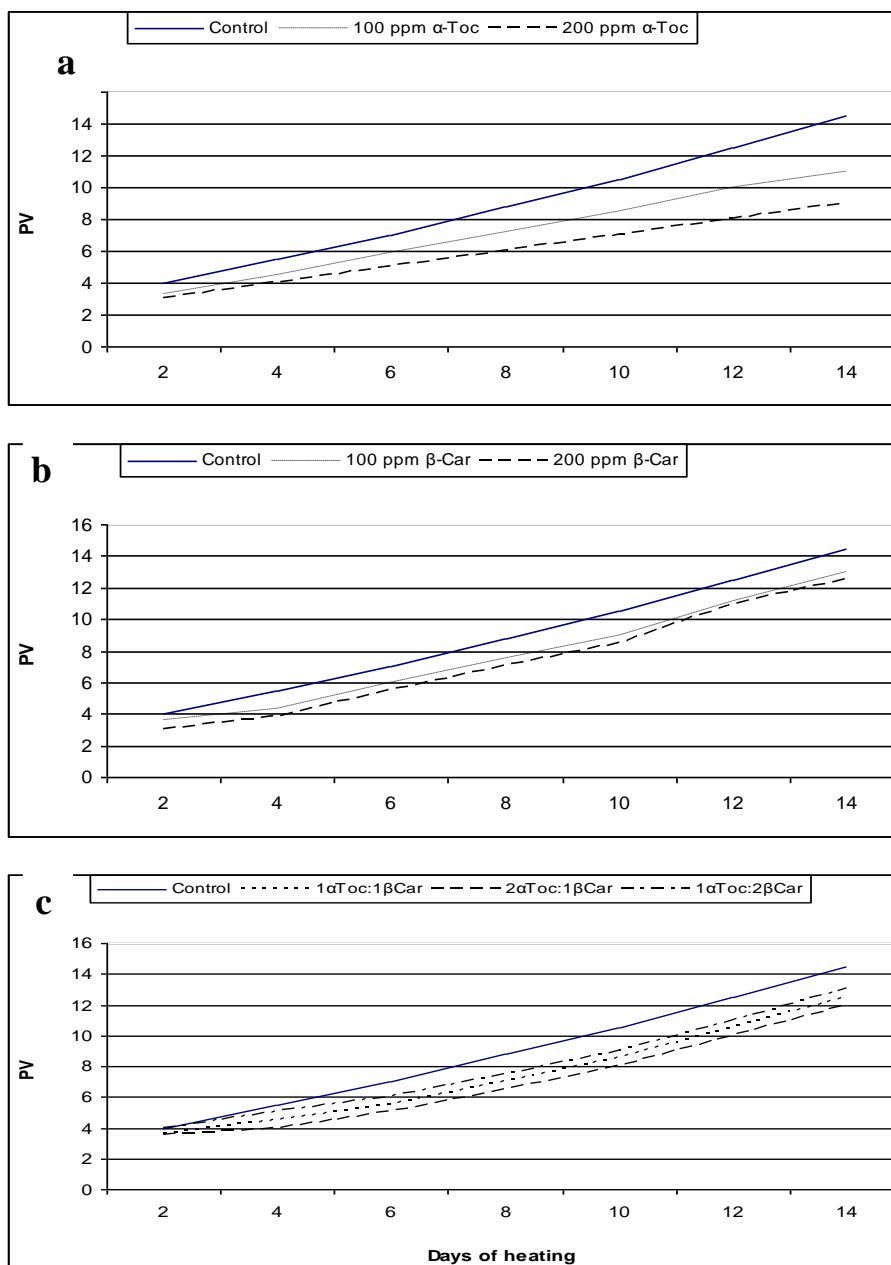 Control 100 ppm α-Toc 200 ppm α-Toc
a
14
12
10
8
6
4
2
0
PV
2 4 6 8 10 12 14
Control 100 ppm β-Car 200 ppm β-Car
b
16
14
12
10
8
6
4
2
0
PV
2 4 6 8 10 12 14
Control 1αToc:1βCar 2αToc:1βCar 1αToc:2βCar
c
16
14
12
10
8
6
4
2
0
PV
2 4 6 8 10 12 14
Days of heating